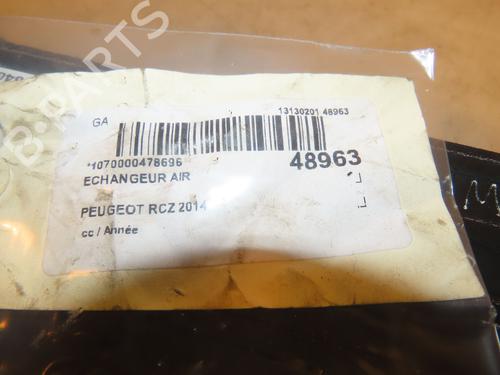 B-PARTS
GA
13130201 48963
*1070000478696
48963
ECHANGEUR AIR
PEUGEOT RCZ 2014
cc / Année